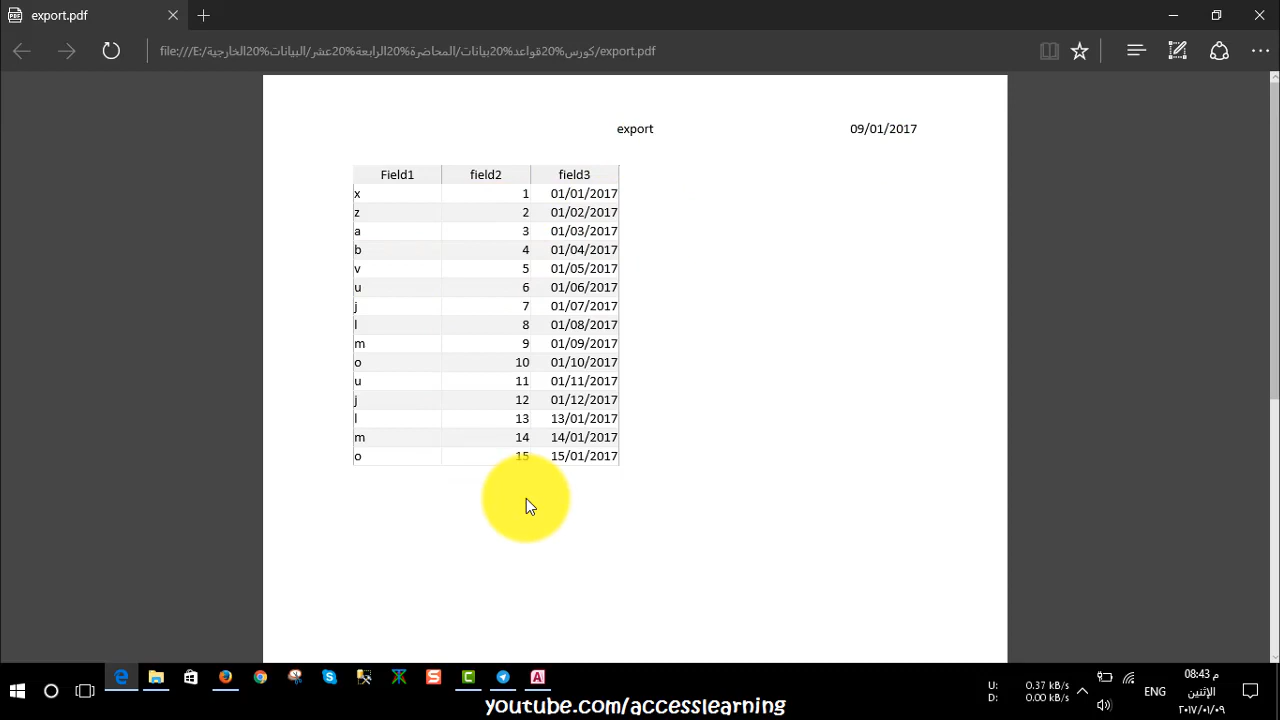 export.pdf
file:///E:/كورس%20قواعد%20بيانات/المحاضرة%20الرابعة%20عشر/البيانات%20الخارجية/export.pdf
export 09/01/2017
Field1 field2 field3
x 1 01/01/2017
z 2 01/02/2017
a 3 01/03/2017
b 4 01/04/2017
v 5 01/05/2017
u 6 01/06/2017
j 7 01/07/2017
l 8 01/08/2017
m 9 01/09/2017
o 10 01/10/2017
u 11 01/11/2017
j 12 01/12/2017
l 13 13/01/2017
m 14 14/01/2017
o 15 15/01/2017
U: 0.37 kB/s
D: 0.00 kB/s
ENG
08:43 م
الإثنين
٢٠١٧/٠١/٠٩
youtube.com/accesslearning